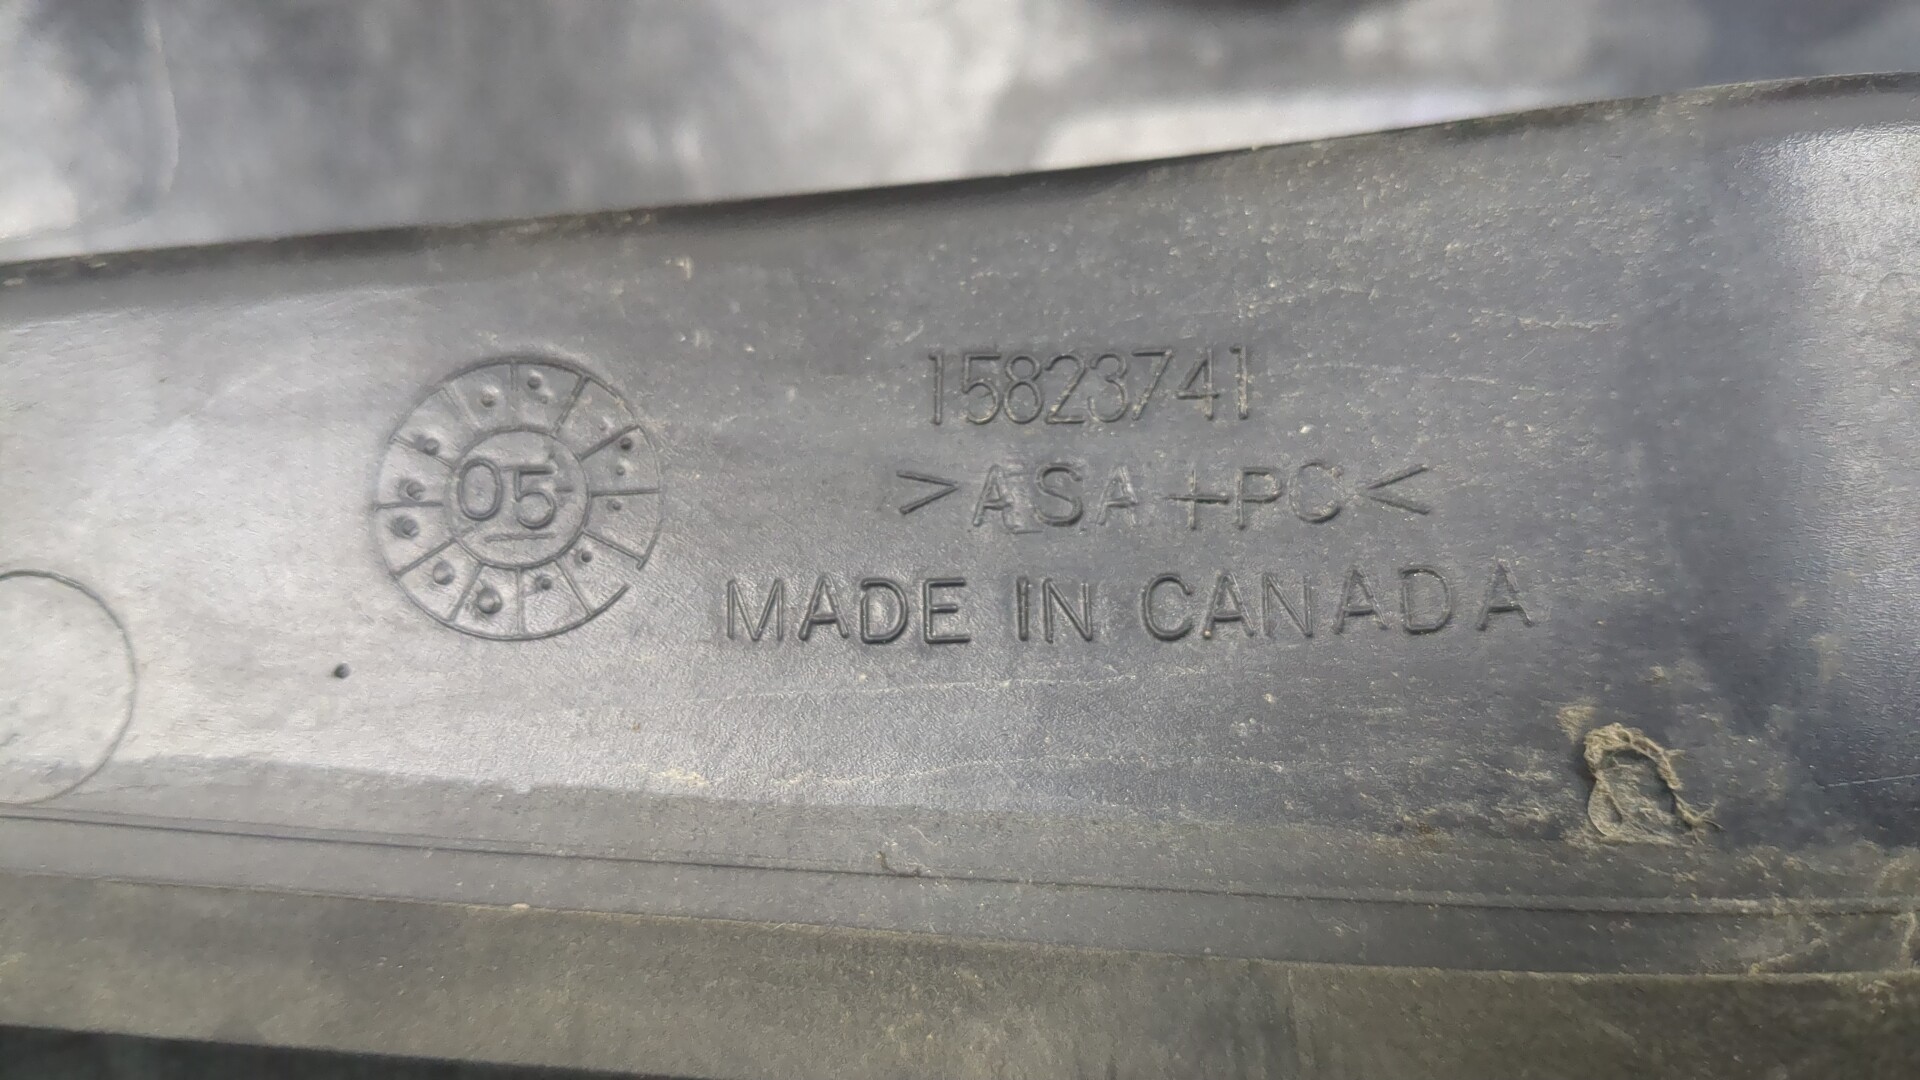 05
15823741
>ASA+PC<
MADE IN CANADA